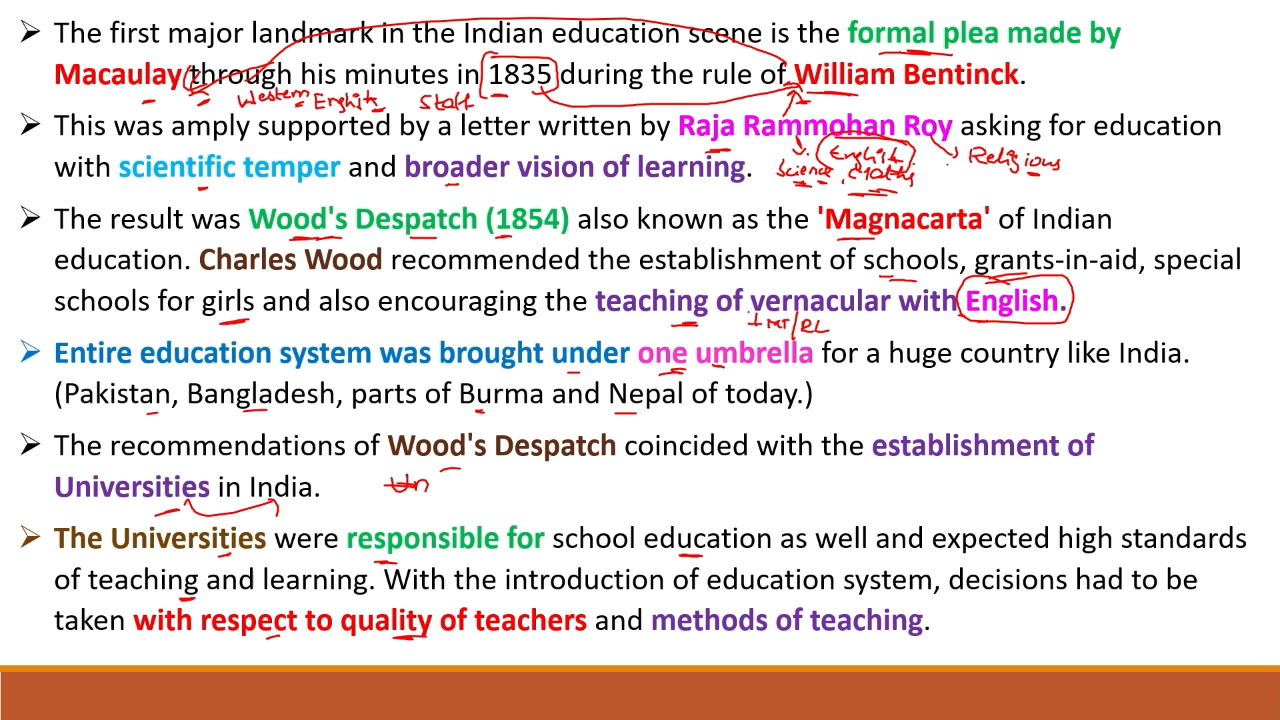 ➢ The first major landmark in the Indian education scene is the formal plea made by
Macaulay through his minutes in 1835 during the rule of William Bentinck.
Western English Staff
➢ This was amply supported by a letter written by Raja Rammohan Roy asking for education
with scientific temper and broader vision of learning.
English Religious
Science Maths
➢ The result was Wood's Despatch (1854) also known as the 'Magnacarta' of Indian
education. Charles Wood recommended the establishment of schools, grants-in-aid, special
schools for girls and also encouraging the teaching of vernacular with English.
➢ Entire education system was brought under one umbrella for a huge country like India.
(Pakistan, Bangladesh, parts of Burma and Nepal of today.)
➢ The recommendations of Wood's Despatch coincided with the establishment of
Universities in India.
➢ The Universities were responsible for school education as well and expected high standards
of teaching and learning. With the introduction of education system, decisions had to be
taken with respect to quality of teachers and methods of teaching.